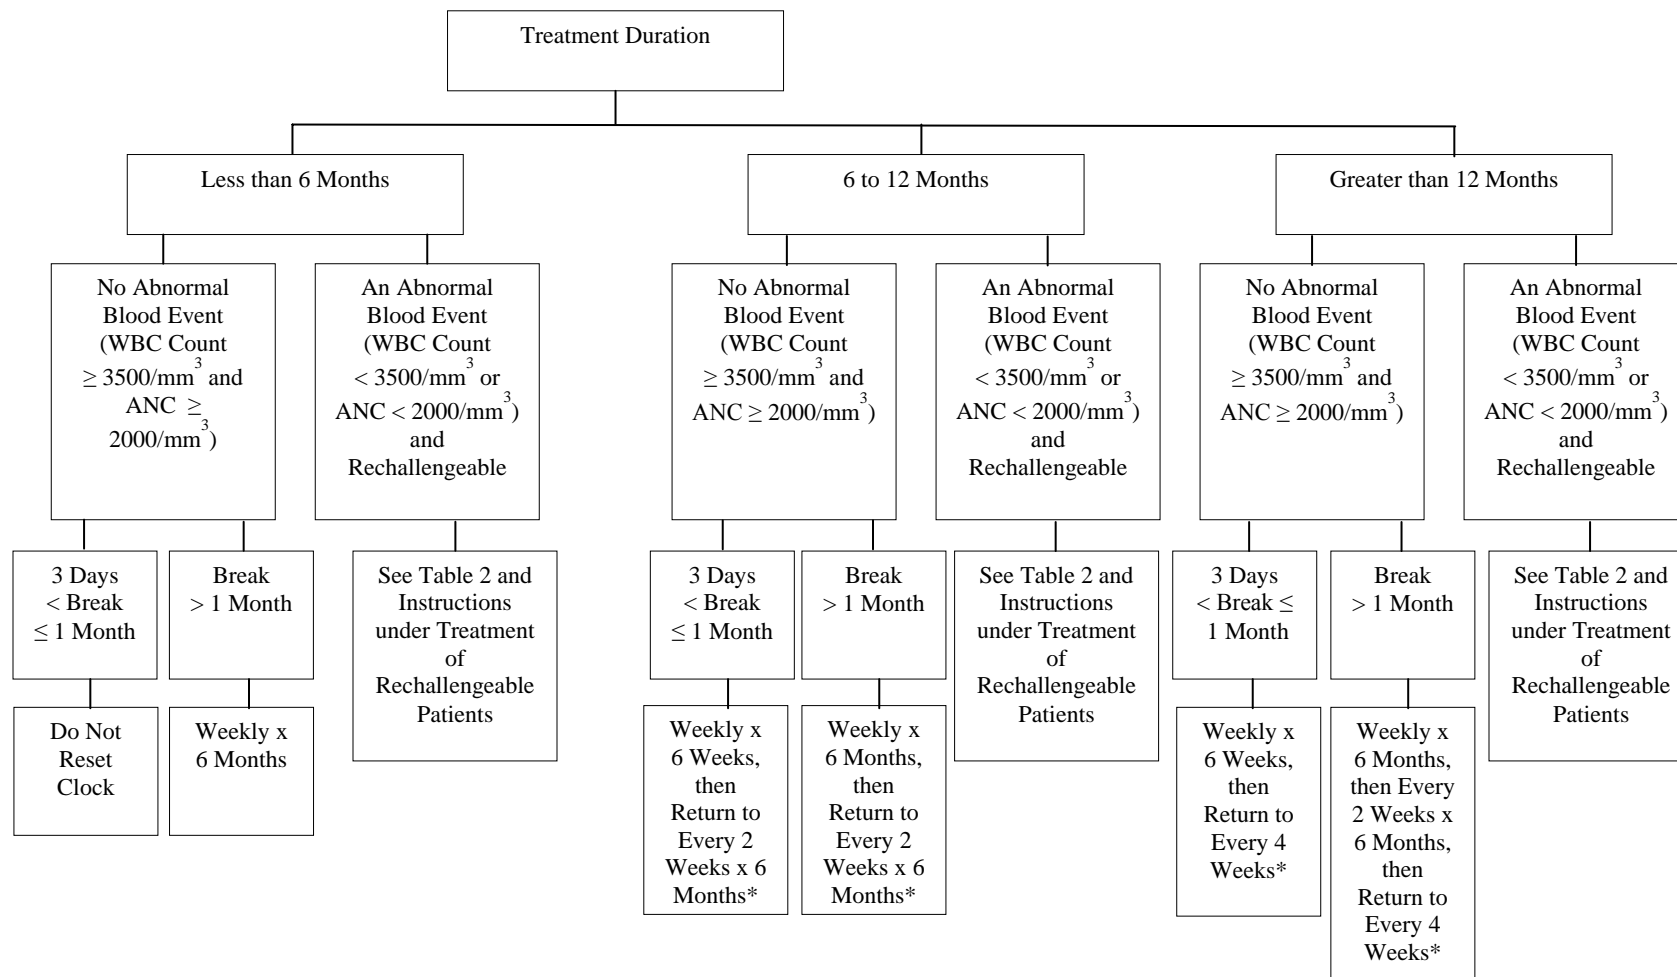 Treatment Duration
Less than 6 Months
6 to 12 Months
Greater than 12 Months
No Abnormal
Blood Event
(WBC Count
≥ 3500/mm³ and
ANC ≥
2000/mm³)
An Abnormal
Blood Event
(WBC Count
< 3500/mm³ or
ANC < 2000/mm³)
and
Rechallengeable
No Abnormal
Blood Event
(WBC Count
≥ 3500/mm³ and
ANC ≥ 2000/mm³)
An Abnormal
Blood Event
(WBC Count
< 3500/mm³ or
ANC < 2000/mm³)
and
Rechallengeable
No Abnormal
Blood Event
(WBC Count
≥ 3500/mm³ and
ANC ≥ 2000/mm³)
An Abnormal
Blood Event
(WBC Count
< 3500/mm³ or
ANC < 2000/mm³)
and
Rechallengeable
3 Days
< Break
≤ 1 Month
Break
> 1 Month
See Table 2 and
Instructions
under Treatment
of
Rechallengeable
Patients
3 Days
< Break
≤ 1 Month
Break
> 1 Month
See Table 2 and
Instructions
under Treatment
of
Rechallengeable
Patients
3 Days
< Break ≤
1 Month
Break
> 1 Month
See Table 2 and
Instructions
under Treatment
of
Rechallengeable
Patients
Do Not
Reset
Clock
Weekly x
6 Months
Weekly x
6 Weeks,
then
Return to
Every 2
Weeks x 6
Months*
Weekly x
6 Months,
then
Return to
Every 2
Weeks x 6
Months*
Weekly x
6 Weeks,
then
Return to
Every 4
Weeks*
Weekly x
6 Months,
then Every
2 Weeks x
6 Months,
then
Return to
Every 4
Weeks*